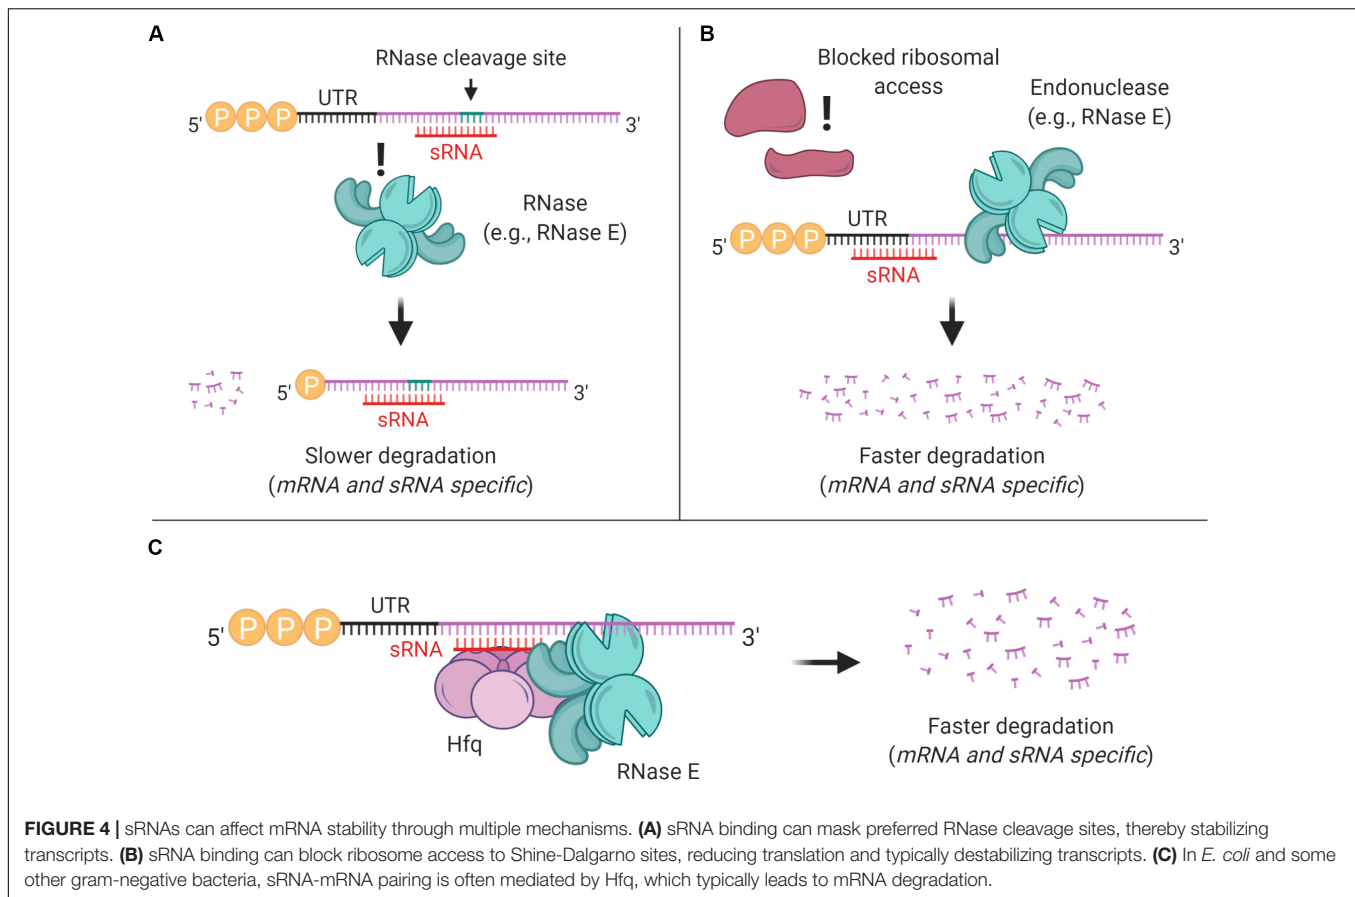 A
RNase cleavage site
UTR
5' P P P 3'
sRNA
!
RNase
(e.g., RNase E)
5' P 3'
sRNA
Slower degradation
(mRNA and sRNA specific)
B
Blocked ribosomal
access
!
Endonuclease
(e.g., RNase E)
UTR
5' P P P 3'
sRNA
Faster degradation
(mRNA and sRNA specific)
C
UTR
5' P P P 3'
sRNA
Hfq
RNase E
Faster degradation
(mRNA and sRNA specific)
FIGURE 4 | sRNAs can affect mRNA stability through multiple mechanisms. (A) sRNA binding can mask preferred RNase cleavage sites, thereby stabilizing
transcripts. (B) sRNA binding can block ribosome access to Shine-Dalgarno sites, reducing translation and typically destabilizing transcripts. (C) In E. coli and some
other gram-negative bacteria, sRNA-mRNA pairing is often mediated by Hfq, which typically leads to mRNA degradation.